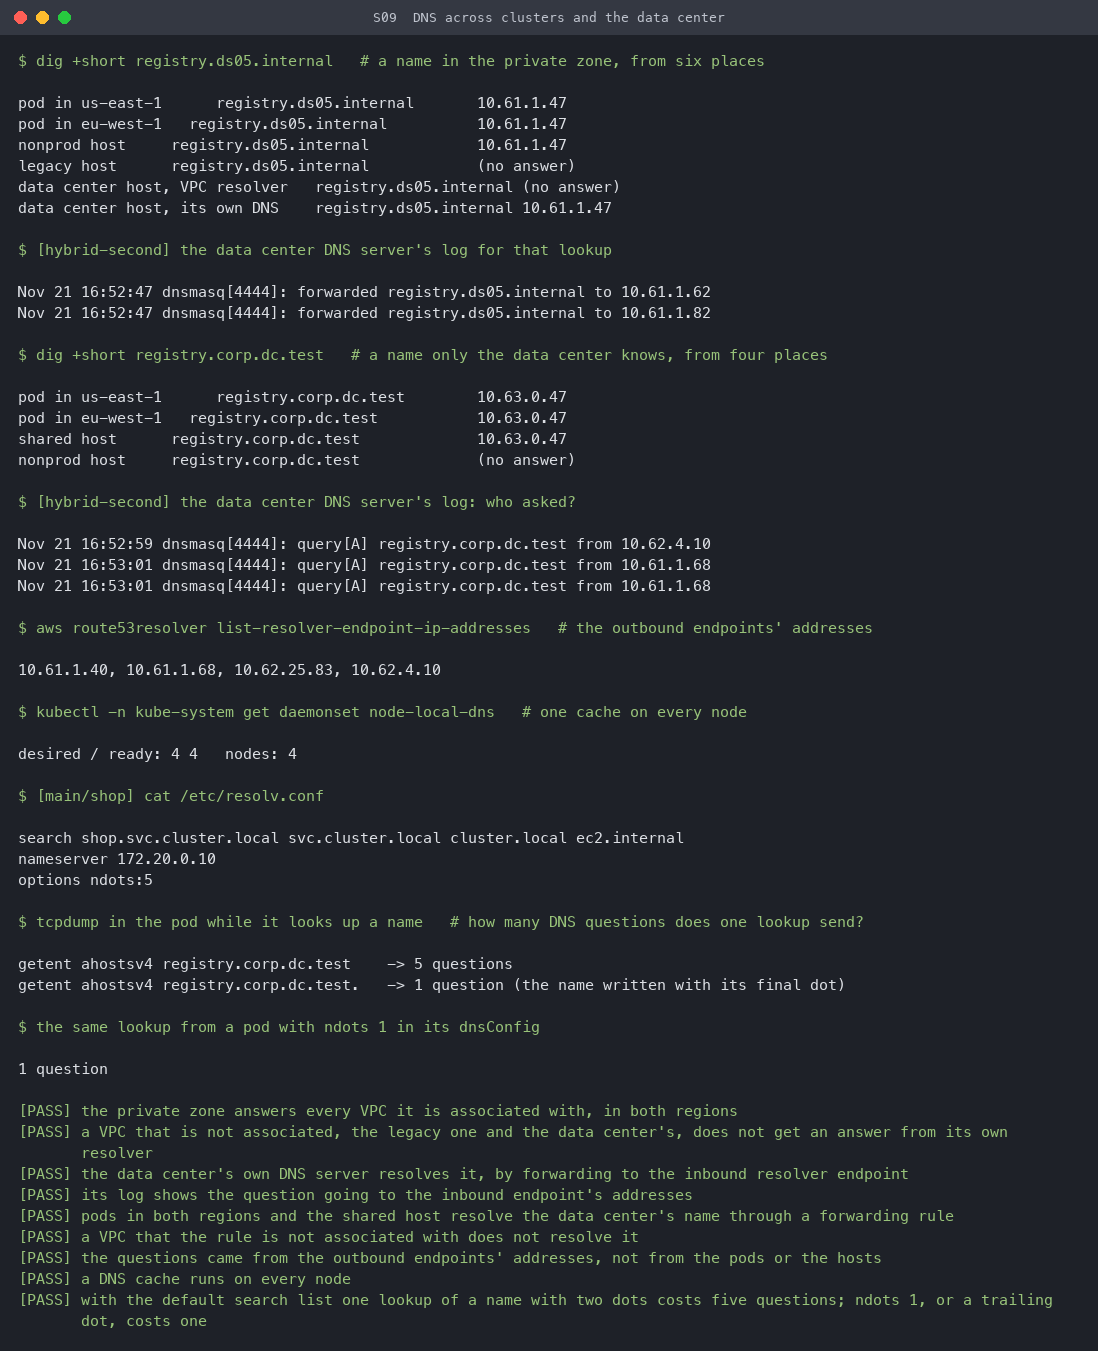 S09  DNS across clusters and the data center
$ dig +short registry.ds05.internal   # a name in the private zone, from six places
pod in us-east-1      registry.ds05.internal       10.61.1.47
pod in eu-west-1   registry.ds05.internal          10.61.1.47
nonprod host     registry.ds05.internal            10.61.1.47
legacy host      registry.ds05.internal            (no answer)
data center host, VPC resolver   registry.ds05.internal (no answer)
data center host, its own DNS    registry.ds05.internal 10.61.1.47
$ [hybrid-second] the data center DNS server's log for that lookup
Nov 21 16:52:47 dnsmasq[4444]: forwarded registry.ds05.internal to 10.61.1.62
Nov 21 16:52:47 dnsmasq[4444]: forwarded registry.ds05.internal to 10.61.1.82
$ dig +short registry.corp.dc.test   # a name only the data center knows, from four places
pod in us-east-1      registry.corp.dc.test        10.63.0.47
pod in eu-west-1   registry.corp.dc.test           10.63.0.47
shared host      registry.corp.dc.test             10.63.0.47
nonprod host     registry.corp.dc.test             (no answer)
$ [hybrid-second] the data center DNS server's log: who asked?
Nov 21 16:52:59 dnsmasq[4444]: query[A] registry.corp.dc.test from 10.62.4.10
Nov 21 16:53:01 dnsmasq[4444]: query[A] registry.corp.dc.test from 10.61.1.68
Nov 21 16:53:01 dnsmasq[4444]: query[A] registry.corp.dc.test from 10.61.1.68
$ aws route53resolver list-resolver-endpoint-ip-addresses   # the outbound endpoints' addresses
10.61.1.40, 10.61.1.68, 10.62.25.83, 10.62.4.10
$ kubectl -n kube-system get daemonset node-local-dns   # one cache on every node
desired / ready: 4 4   nodes: 4
$ [main/shop] cat /etc/resolv.conf
search shop.svc.cluster.local svc.cluster.local cluster.local ec2.internal
nameserver 172.20.0.10
options ndots:5
$ tcpdump in the pod while it looks up a name   # how many DNS questions does one lookup send?
getent ahostsv4 registry.corp.dc.test    -> 5 questions
getent ahostsv4 registry.corp.dc.test.   -> 1 question (the name written with its final dot)
$ the same lookup from a pod with ndots 1 in its dnsConfig
1 question
[PASS] the private zone answers every VPC it is associated with, in both regions
[PASS] a VPC that is not associated, the legacy one and the data center's, does not get an answer from its own
resolver
[PASS] the data center's own DNS server resolves it, by forwarding to the inbound resolver endpoint
[PASS] its log shows the question going to the inbound endpoint's addresses
[PASS] pods in both regions and the shared host resolve the data center's name through a forwarding rule
[PASS] a VPC that the rule is not associated with does not resolve it
[PASS] the questions came from the outbound endpoints' addresses, not from the pods or the hosts
[PASS] a DNS cache runs on every node
[PASS] with the default search list one lookup of a name with two dots costs five questions; ndots 1, or a trailing
dot, costs one